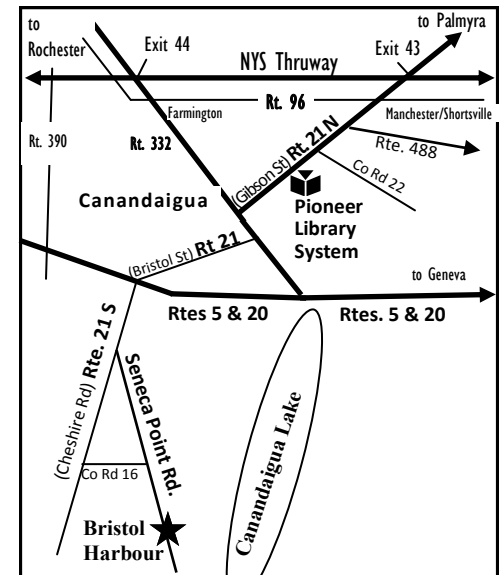 to
Rochester
Exit 44
to Palmyra
Exit 43
NYS Thruway
Rt. 96
Farmington
Manchester/Shortsville
Rt. 390
Rt. 332
Rte. 488
(Gibson St) Rt. 21 N
Co Rd 22
Canandaigua
Pioneer
Library
System
(Bristol St) Rt 21
to Geneva
Rtes 5 & 20
Rtes. 5 & 20
(Cheshire Rd) Rte. 21 S
Seneca Point Rd.
Canandaigua Lake
Co Rd 16
Bristol
Harbour